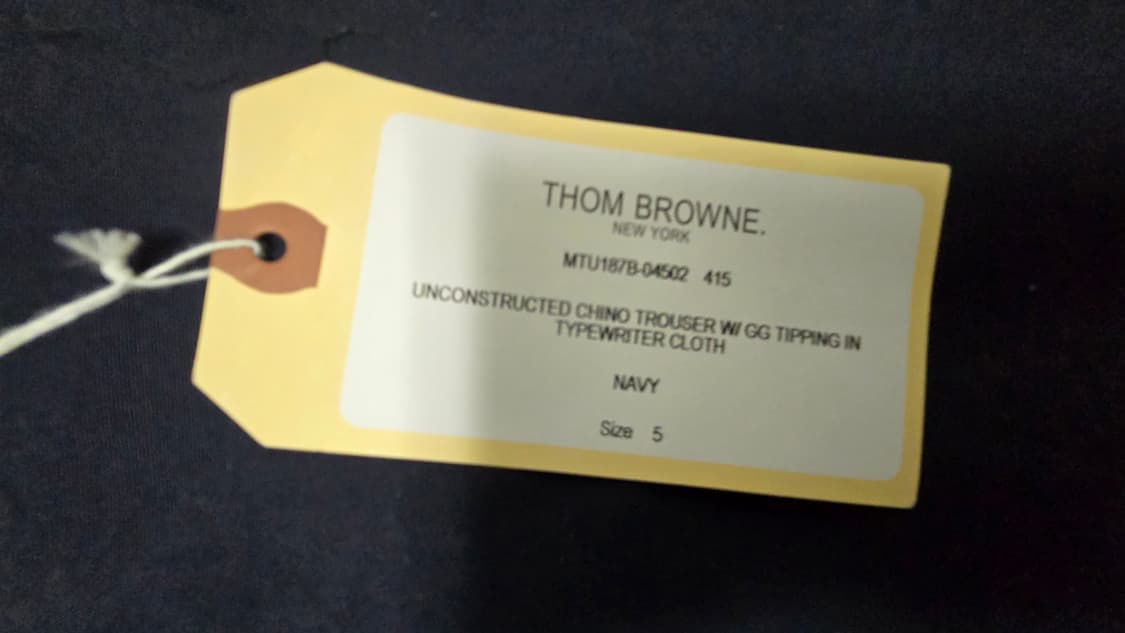 THOM BROWNE.
NEW YORK
MTU187B-04502 415
UNCONSTRUCTED CHINO TROUSER W/ GG TIPPING IN
TYPEWRITER CLOTH
NAVY
Size 5